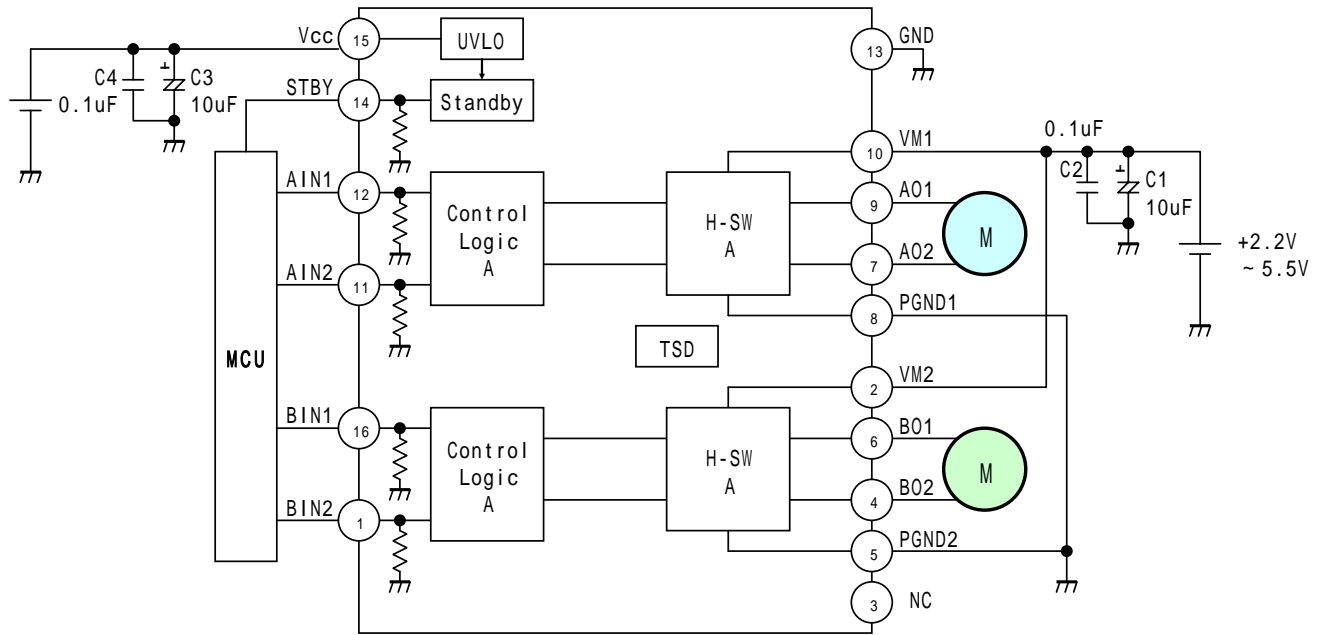 Vcc
15
UVLO
GND
13
C4
0.1uF
C3
+
10uF
STBY
14
Standby
0.1uF
VM1
10
C2
+
C1
10uF
AIN1
12
Control
Logic
A
H-SW
A
AO1
9
M
AO2
7
+2.2V
~ 5.5V
AIN2
11
PGND1
8
MCU
TSD
VM2
2
BIN1
16
Control
Logic
A
H-SW
A
BO1
6
M
BO2
4
BIN2
1
PGND2
5
NC
3